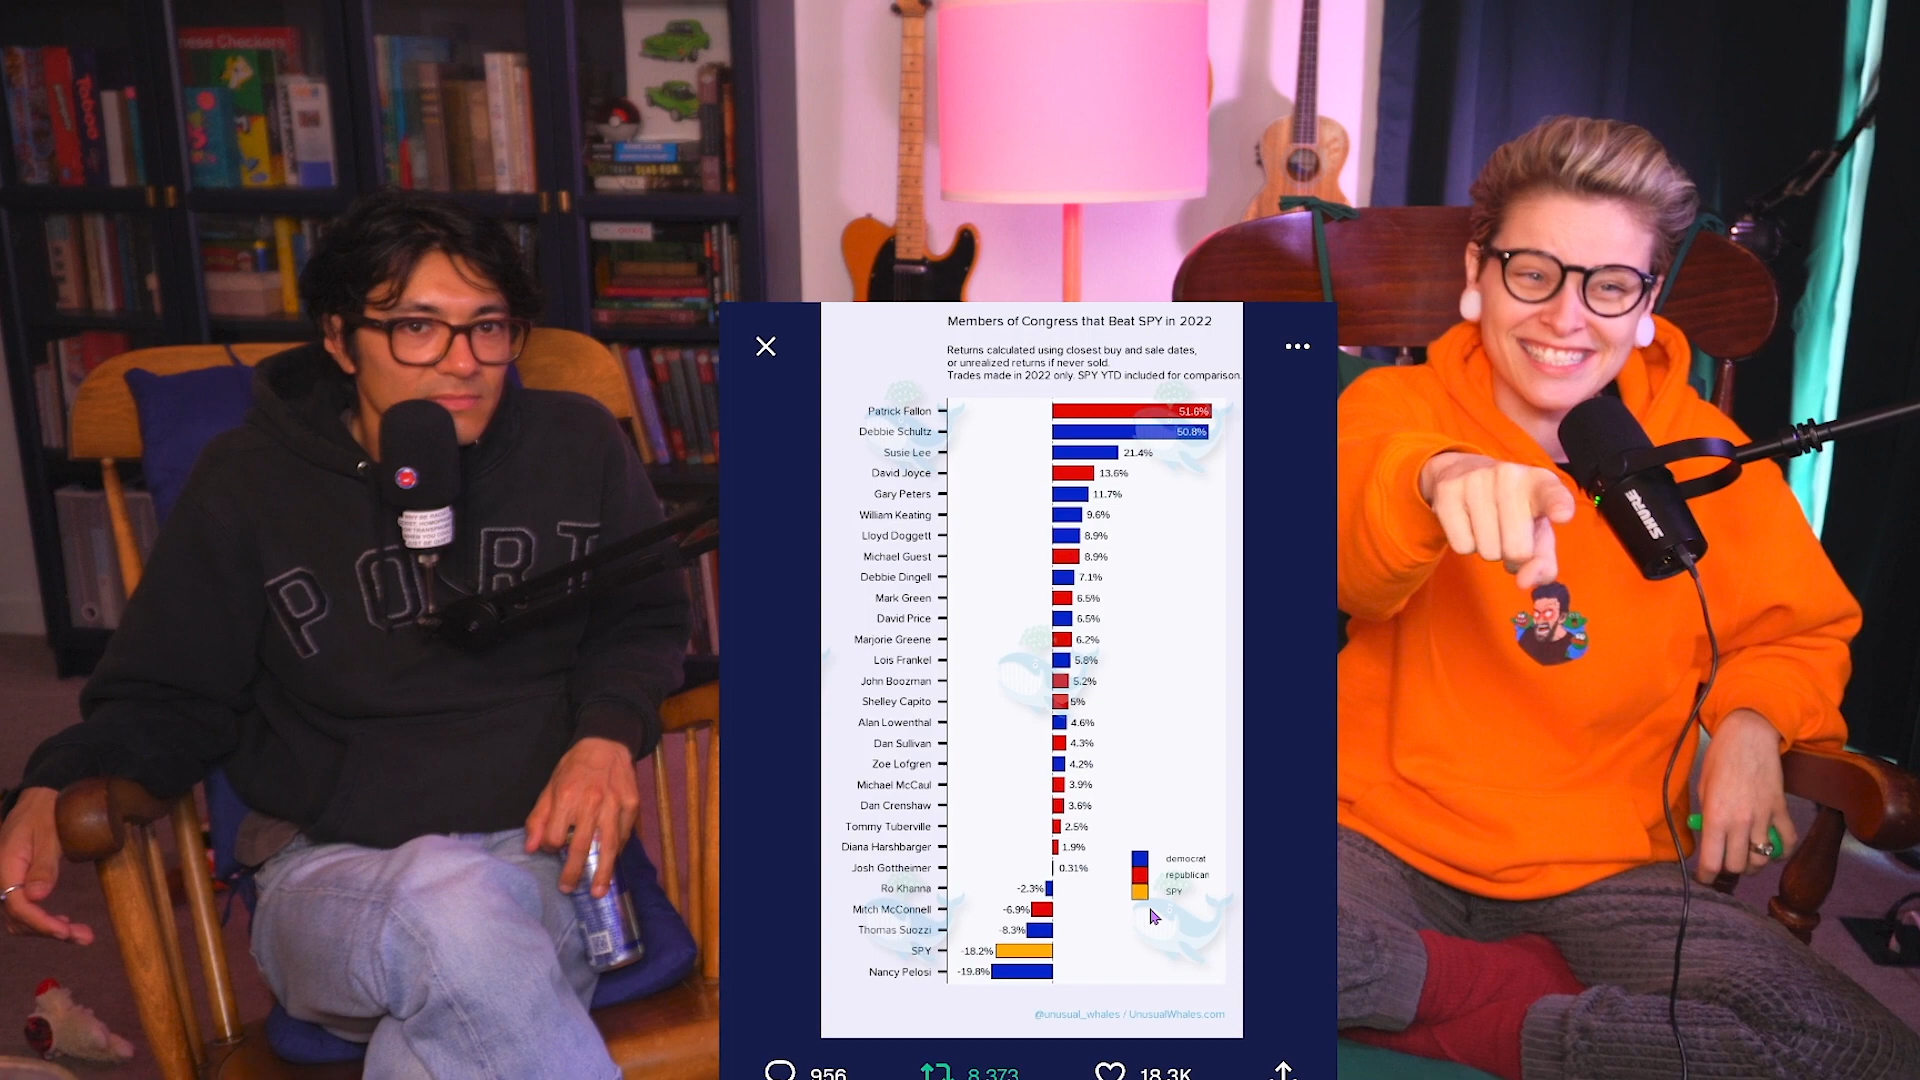 nese Checkers
Taboo
PORT
SHURE
Members of Congress that Beat SPY in 2022
Returns calculated using closest buy and sale dates,
or unrealized returns if never sold.
Trades made in 2022 only. SPY YTD included for comparison.
Patrick Fallon 51.6%
Debbie Schultz 50.8%
Susie Lee 21.4%
David Joyce 13.6%
Gary Peters 11.7%
William Keating 9.6%
Lloyd Doggett 8.9%
Michael Guest 8.9%
Debbie Dingell 7.1%
Mark Green 6.5%
David Price 6.5%
Marjorie Greene 6.2%
Lois Frankel 5.8%
John Boozman 5.2%
Shelley Capito 5%
Alan Lowenthal 4.6%
Dan Sullivan 4.3%
Zoe Lofgren 4.2%
Michael McCaul 3.9%
Dan Crenshaw 3.6%
Tommy Tuberville 2.5%
Diana Harshbarger 1.9%
Josh Gottheimer 0.31%
Ro Khanna -2.3%
Mitch McConnell -6.9%
Thomas Suozzi -8.3%
SPY -18.2%
Nancy Pelosi -19.8%
democrat
republican
SPY
@unusual_whales / UnusualWhales.com
956 8,373 18.3K